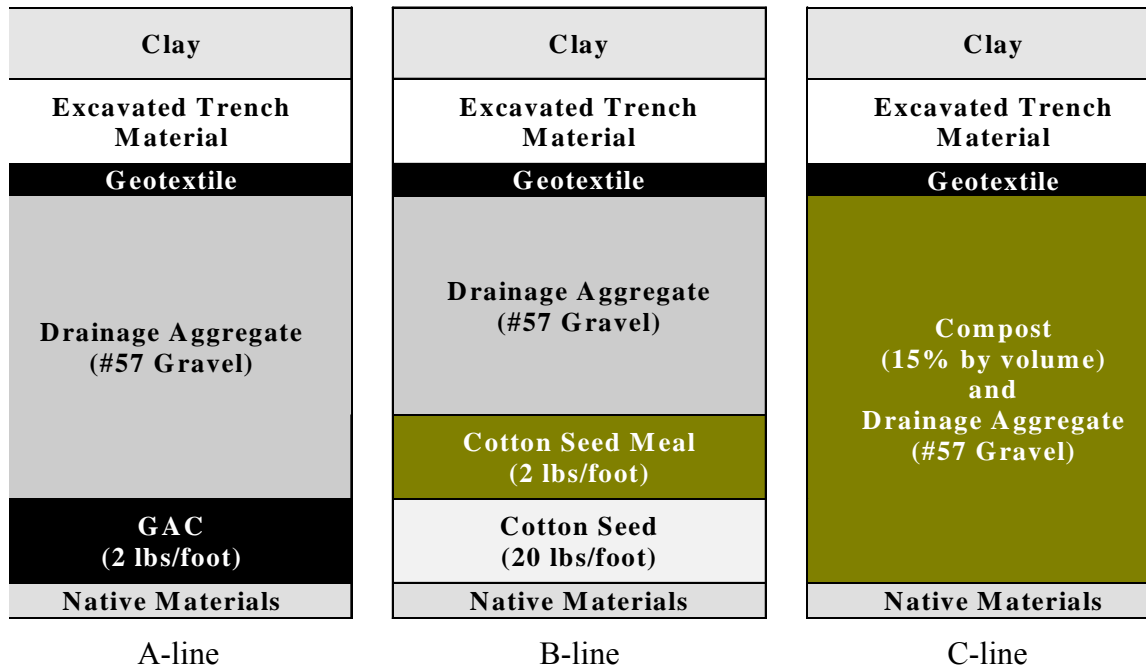 Clay
Excavated Trench
Material
Geotextile
Drainage Aggregate
(#57 Gravel)
GAC
(2 lbs/foot)
Native Materials
A-line
Clay
Excavated Trench
Material
Geotextile
Drainage Aggregate
(#57 Gravel)
Cotton Seed Meal
(2 lbs/foot)
Cotton Seed
(20 lbs/foot)
Native Materials
B-line
Clay
Excavated Trench
Material
Geotextile
Compost
(15% by volume)
and
Drainage Aggregate
(#57 Gravel)
Native Materials
C-line